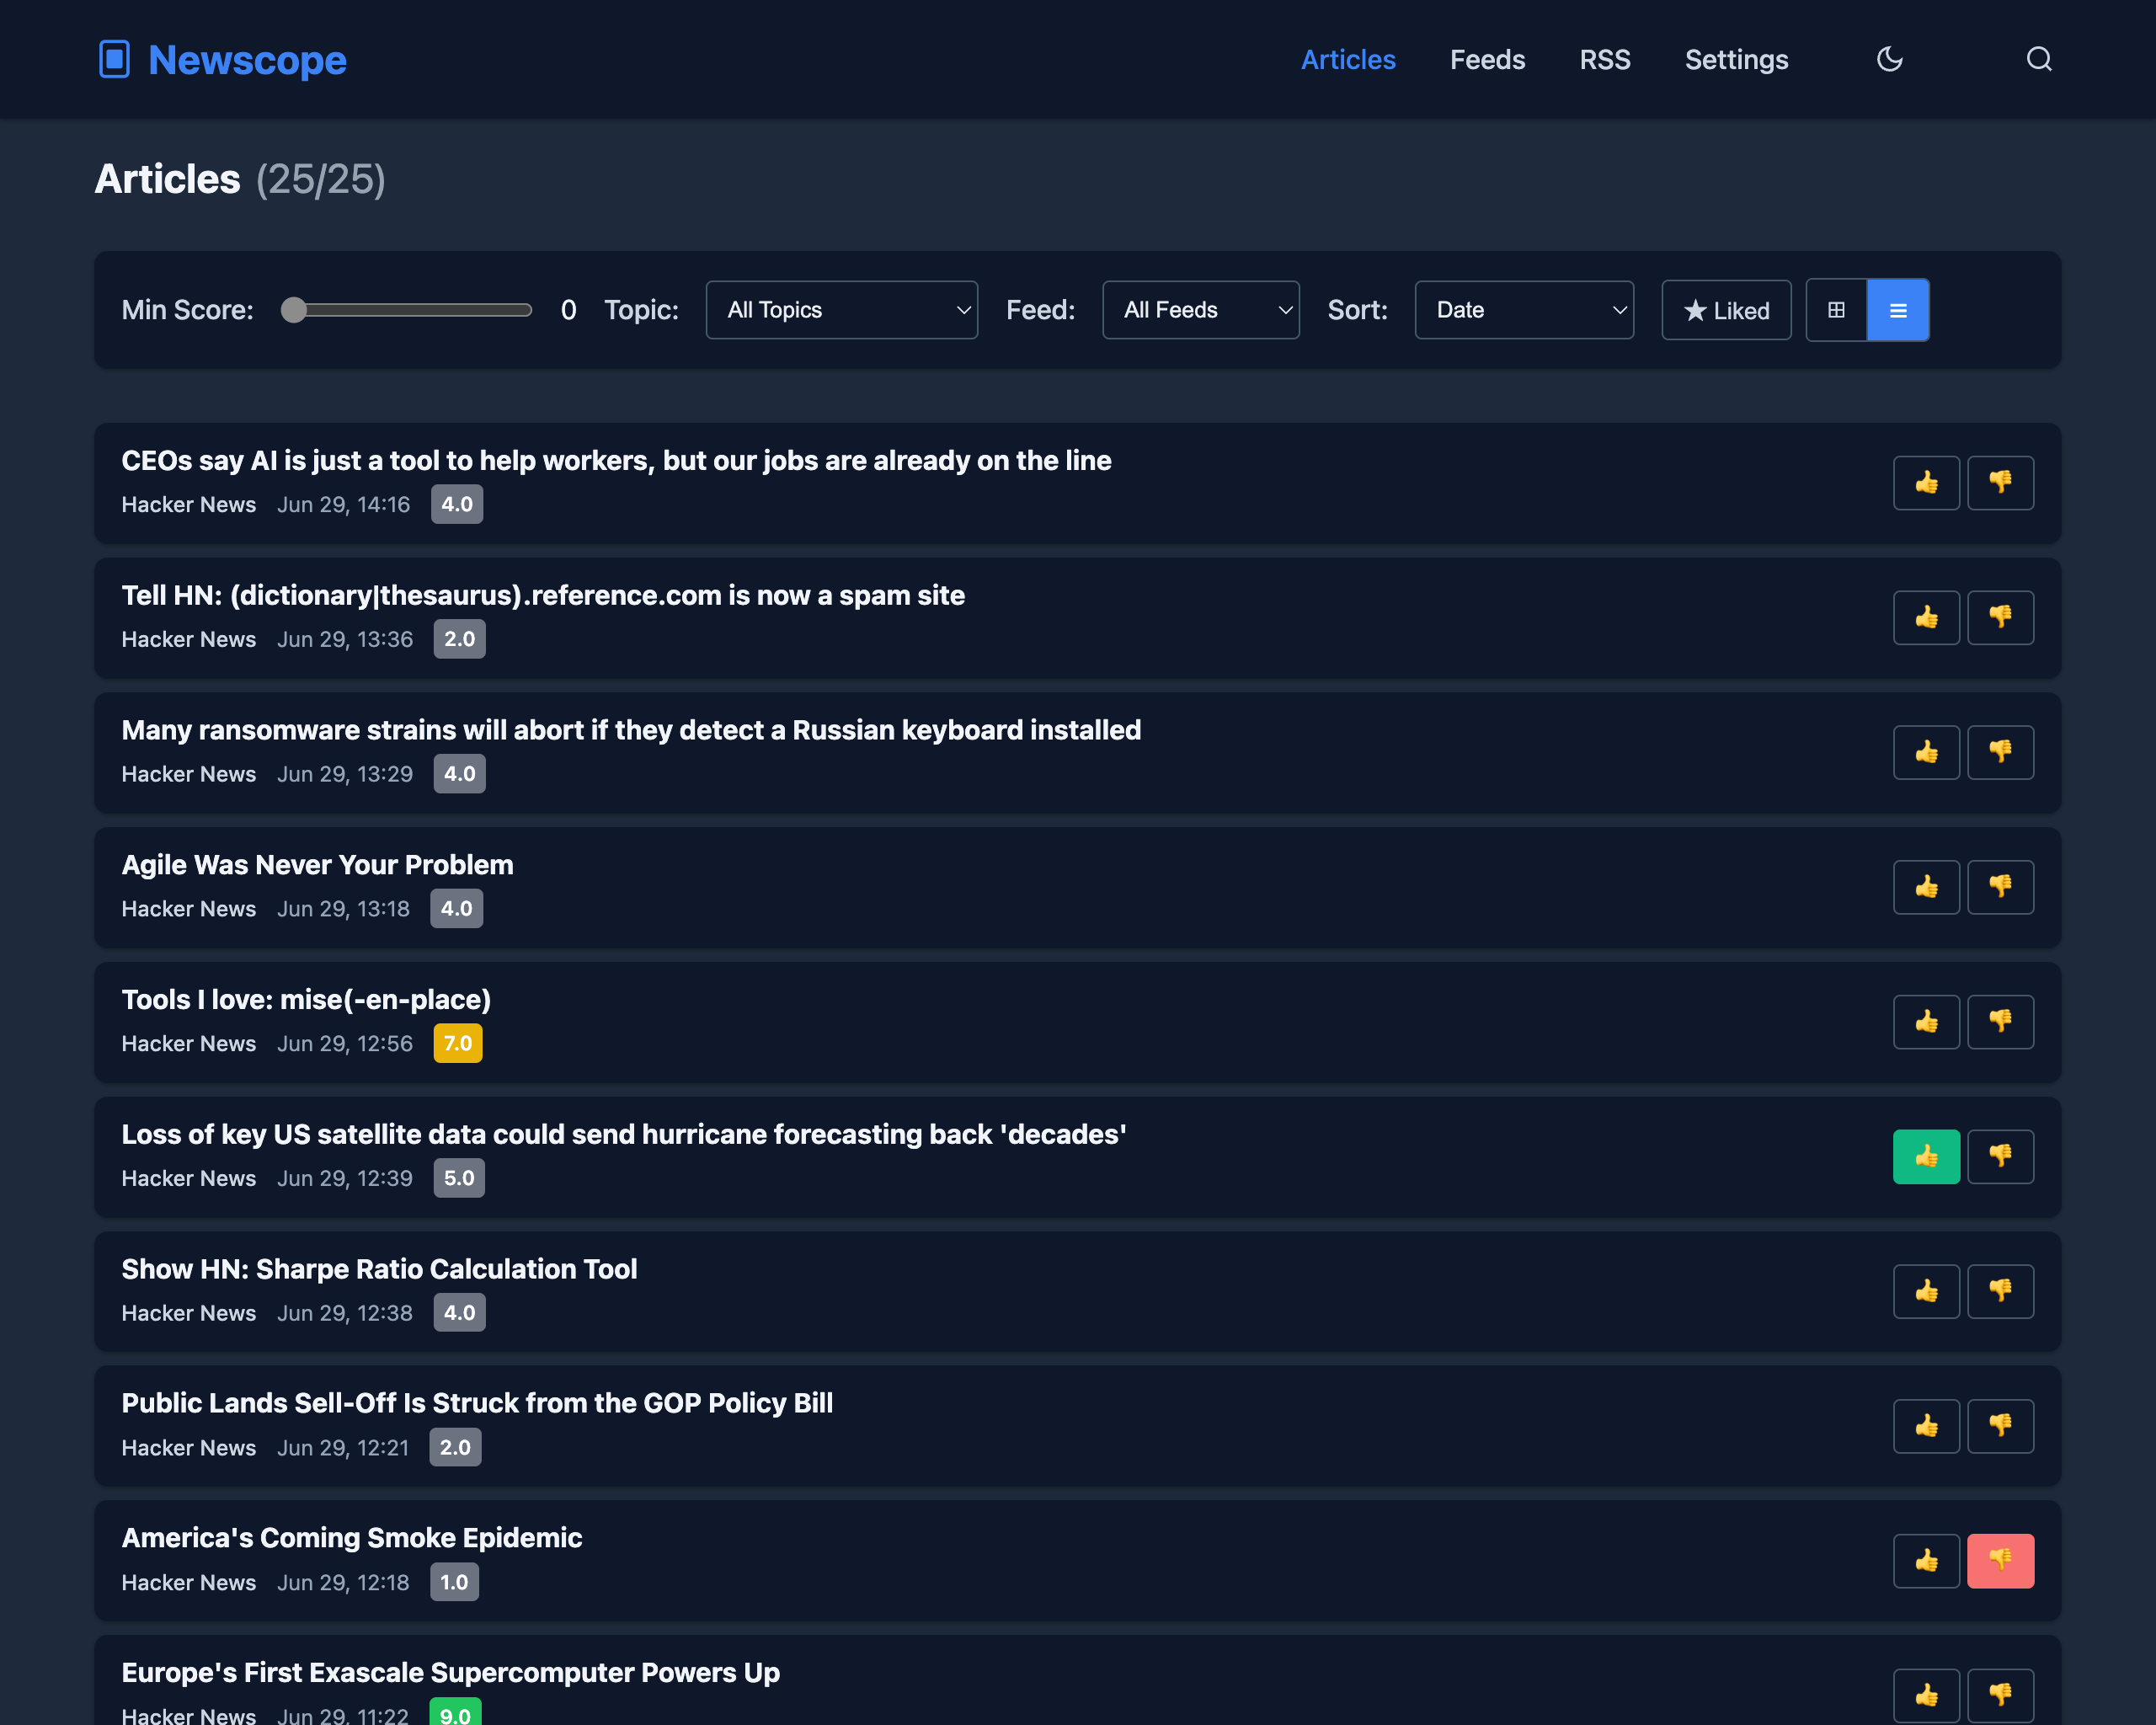 Newscope
Articles Feeds RSS Settings
Articles (25/25)
Min Score: 0 Topic: All Topics Feed: All Feeds Sort: Date ★ Liked
CEOs say AI is just a tool to help workers, but our jobs are already on the line
Hacker News Jun 29, 14:16 4.0
Tell HN: (dictionary|thesaurus).reference.com is now a spam site
Hacker News Jun 29, 13:36 2.0
Many ransomware strains will abort if they detect a Russian keyboard installed
Hacker News Jun 29, 13:29 4.0
Agile Was Never Your Problem
Hacker News Jun 29, 13:18 4.0
Tools I love: mise(-en-place)
Hacker News Jun 29, 12:56 7.0
Loss of key US satellite data could send hurricane forecasting back 'decades'
Hacker News Jun 29, 12:39 5.0
Show HN: Sharpe Ratio Calculation Tool
Hacker News Jun 29, 12:38 4.0
Public Lands Sell-Off Is Struck from the GOP Policy Bill
Hacker News Jun 29, 12:21 2.0
America's Coming Smoke Epidemic
Hacker News Jun 29, 12:18 1.0
Europe's First Exascale Supercomputer Powers Up
Hacker News Jun 29, 11:22 9.0